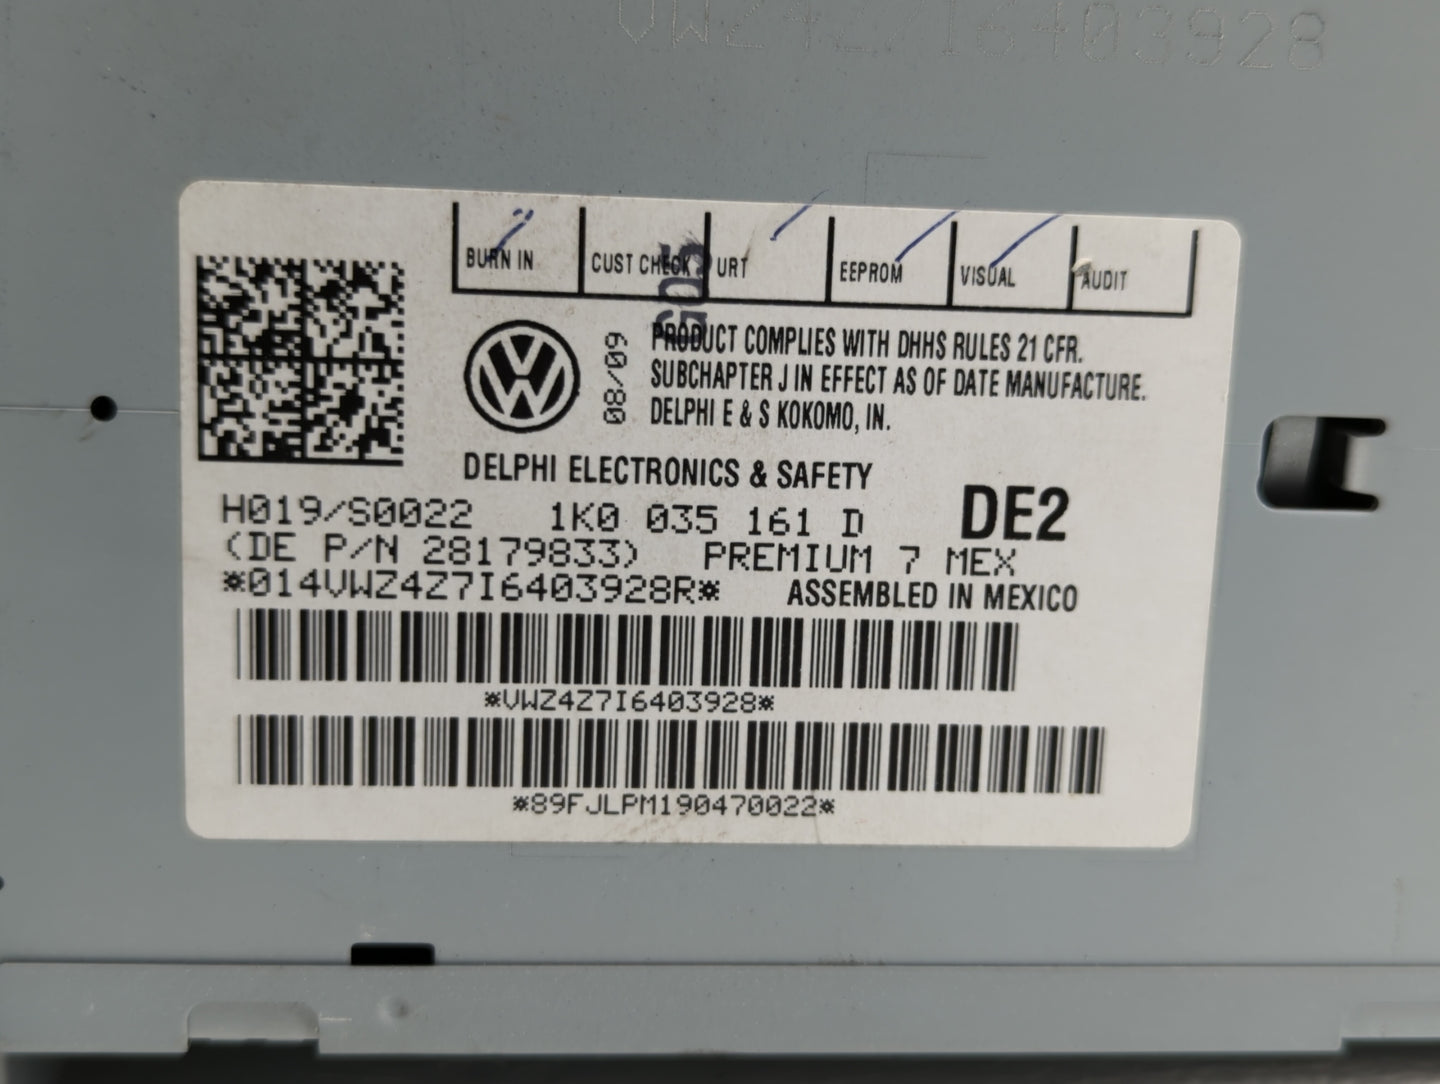 VWZ4Z7I6403928
BURN IN
CUST CHECK
URT
EEPROM
VISUAL
AUDIT
G05
08/09
PRODUCT COMPLIES WITH DHHS RULES 21 CFR.
SUBCHAPTER J IN EFFECT AS OF DATE MANUFACTURE.
DELPHI E & S KOKOMO, IN.
DELPHI ELECTRONICS & SAFETY
DE2
H019/S0022 1K0 035 161 D
(DE P/N 28179833) PREMIUM 7 MEX
*014VWZ4Z7I6403928R* ASSEMBLED IN MEXICO
*VWZ4Z7I6403928*
*89FJLPM190470022*